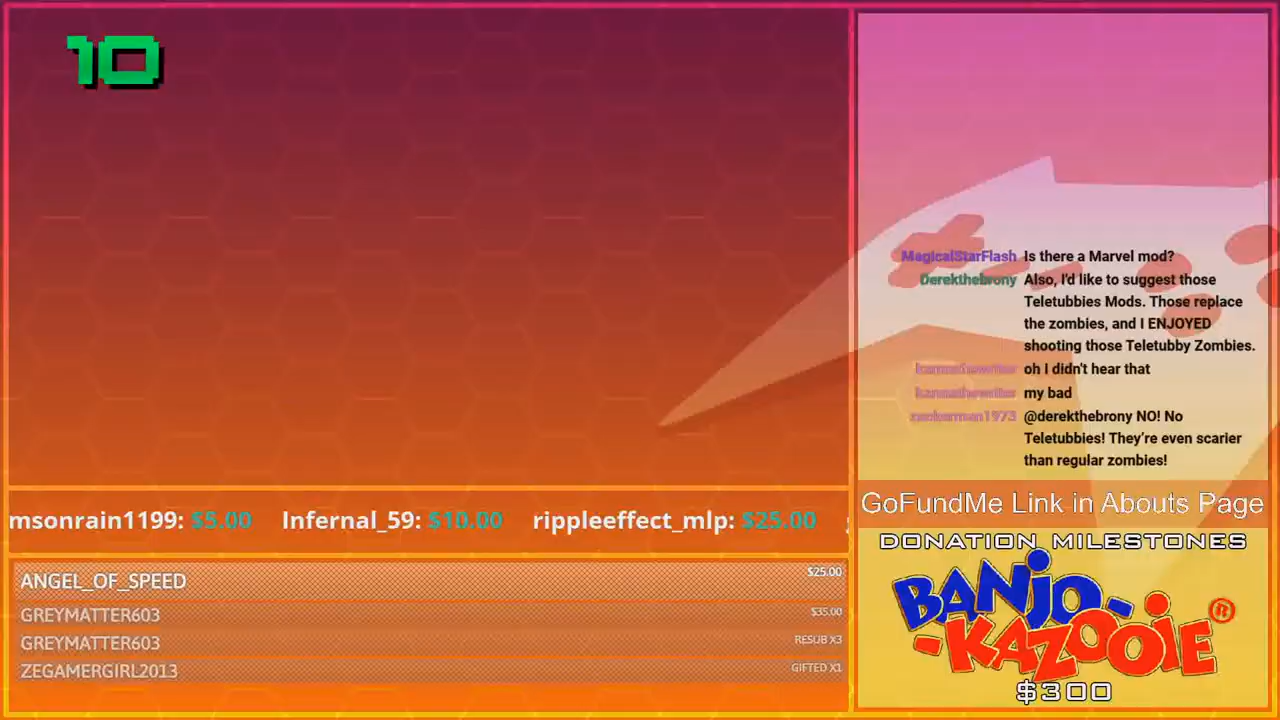 10
MagicalStarFlash Is there a Marvel mod?
Derekthebrony Also, I'd like to suggest those
Teletubbies Mods. Those replace
the zombies, and I ENJOYED
shooting those Teletubby Zombies.
oh I didn't hear that
my bad
@derekthebrony NO! No
Teletubbies! They're even scarier
than regular zombies!
msonrain1199: $5.00 Infernal_59: $10.00 rippleeffect_mlp: $25.00
GoFundMe Link in Abouts Page
DONATION MILESTONES
BANJO-
-KAZOOIE®
$300
ANGEL_OF_SPEED $25.00
GREYMATTER603 $35.00
GREYMATTER603 RESUB X3
ZEGAMERGIRL2013 GIFTED X1